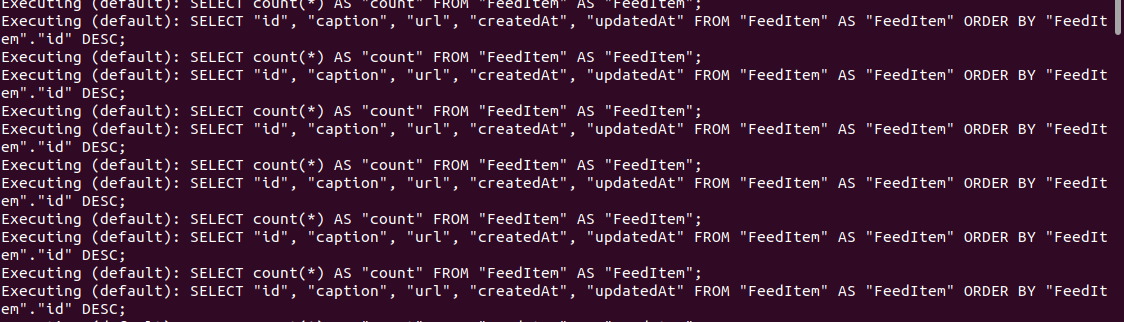 Executing (default): SELECT count(*) AS "count" FROM "FeedItem" AS "FeedItem";
Executing (default): SELECT "id", "caption", "url", "createdAt", "updatedAt" FROM "FeedItem" AS "FeedItem" ORDER BY "FeedIt
em"."id" DESC;
Executing (default): SELECT count(*) AS "count" FROM "FeedItem" AS "FeedItem";
Executing (default): SELECT "id", "caption", "url", "createdAt", "updatedAt" FROM "FeedItem" AS "FeedItem" ORDER BY "FeedIt
em"."id" DESC;
Executing (default): SELECT count(*) AS "count" FROM "FeedItem" AS "FeedItem";
Executing (default): SELECT "id", "caption", "url", "createdAt", "updatedAt" FROM "FeedItem" AS "FeedItem" ORDER BY "FeedIt
em"."id" DESC;
Executing (default): SELECT count(*) AS "count" FROM "FeedItem" AS "FeedItem";
Executing (default): SELECT "id", "caption", "url", "createdAt", "updatedAt" FROM "FeedItem" AS "FeedItem" ORDER BY "FeedIt
em"."id" DESC;
Executing (default): SELECT count(*) AS "count" FROM "FeedItem" AS "FeedItem";
Executing (default): SELECT "id", "caption", "url", "createdAt", "updatedAt" FROM "FeedItem" AS "FeedItem" ORDER BY "FeedIt
em"."id" DESC;
Executing (default): SELECT count(*) AS "count" FROM "FeedItem" AS "FeedItem";
Executing (default): SELECT "id", "caption", "url", "createdAt", "updatedAt" FROM "FeedItem" AS "FeedItem" ORDER BY "FeedIt
em"."id" DESC;